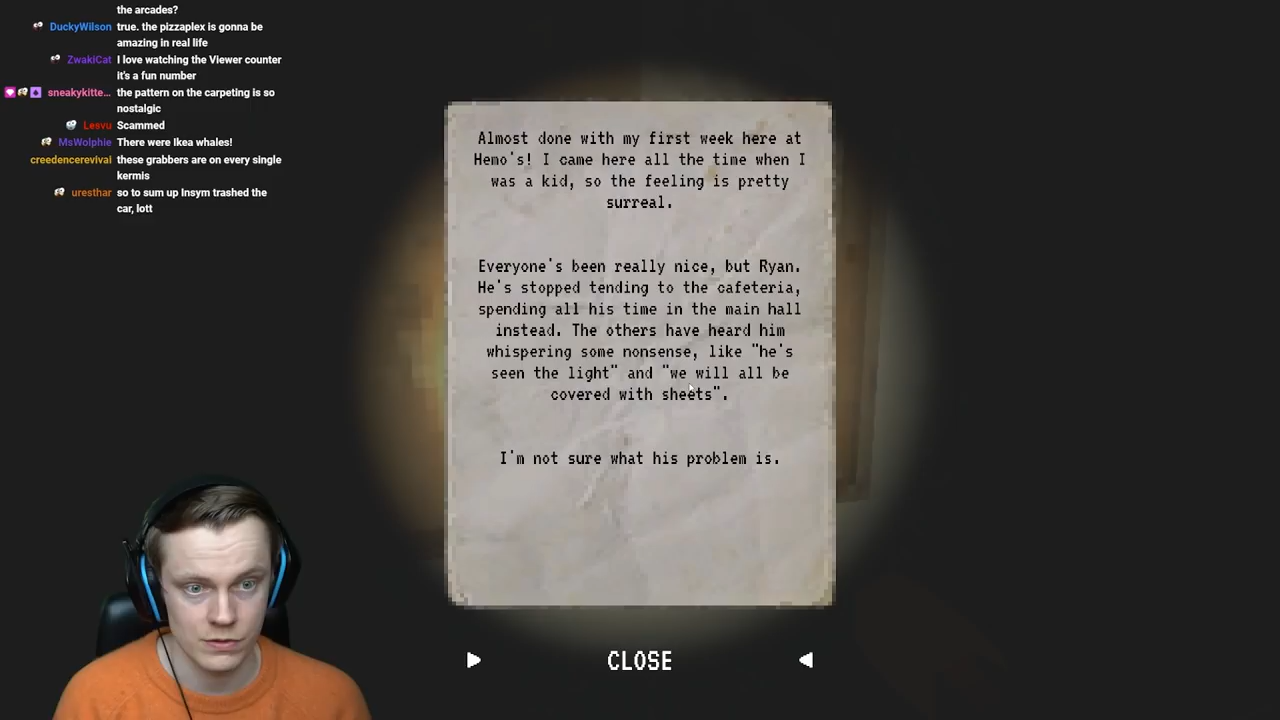 the arcades?
DuckyWilson true. the pizzaplex is gonna be
amazing in real life
ZwakiCat I love watching the Viewer counter
it's a fun number
sneakykitte... the pattern on the carpeting is so
nostalgic
Lesvu Scammed
MsWolphie There were Ikea whales!
creedencerevival these grabbers are on every single
kermis
uresthar so to sum up Insym trashed the
car, lott
Almost done with my first week here at
Hemo's! I came here all the time when I
was a kid, so the feeling is pretty
surreal.
Everyone's been really nice, but Ryan.
He's stopped tending to the cafeteria,
spending all his time in the main hall
instead. The others have heard him
whispering some nonsense, like "he's
seen the light" and "we will all be
covered with sheets".
I'm not sure what his problem is.
CLOSE